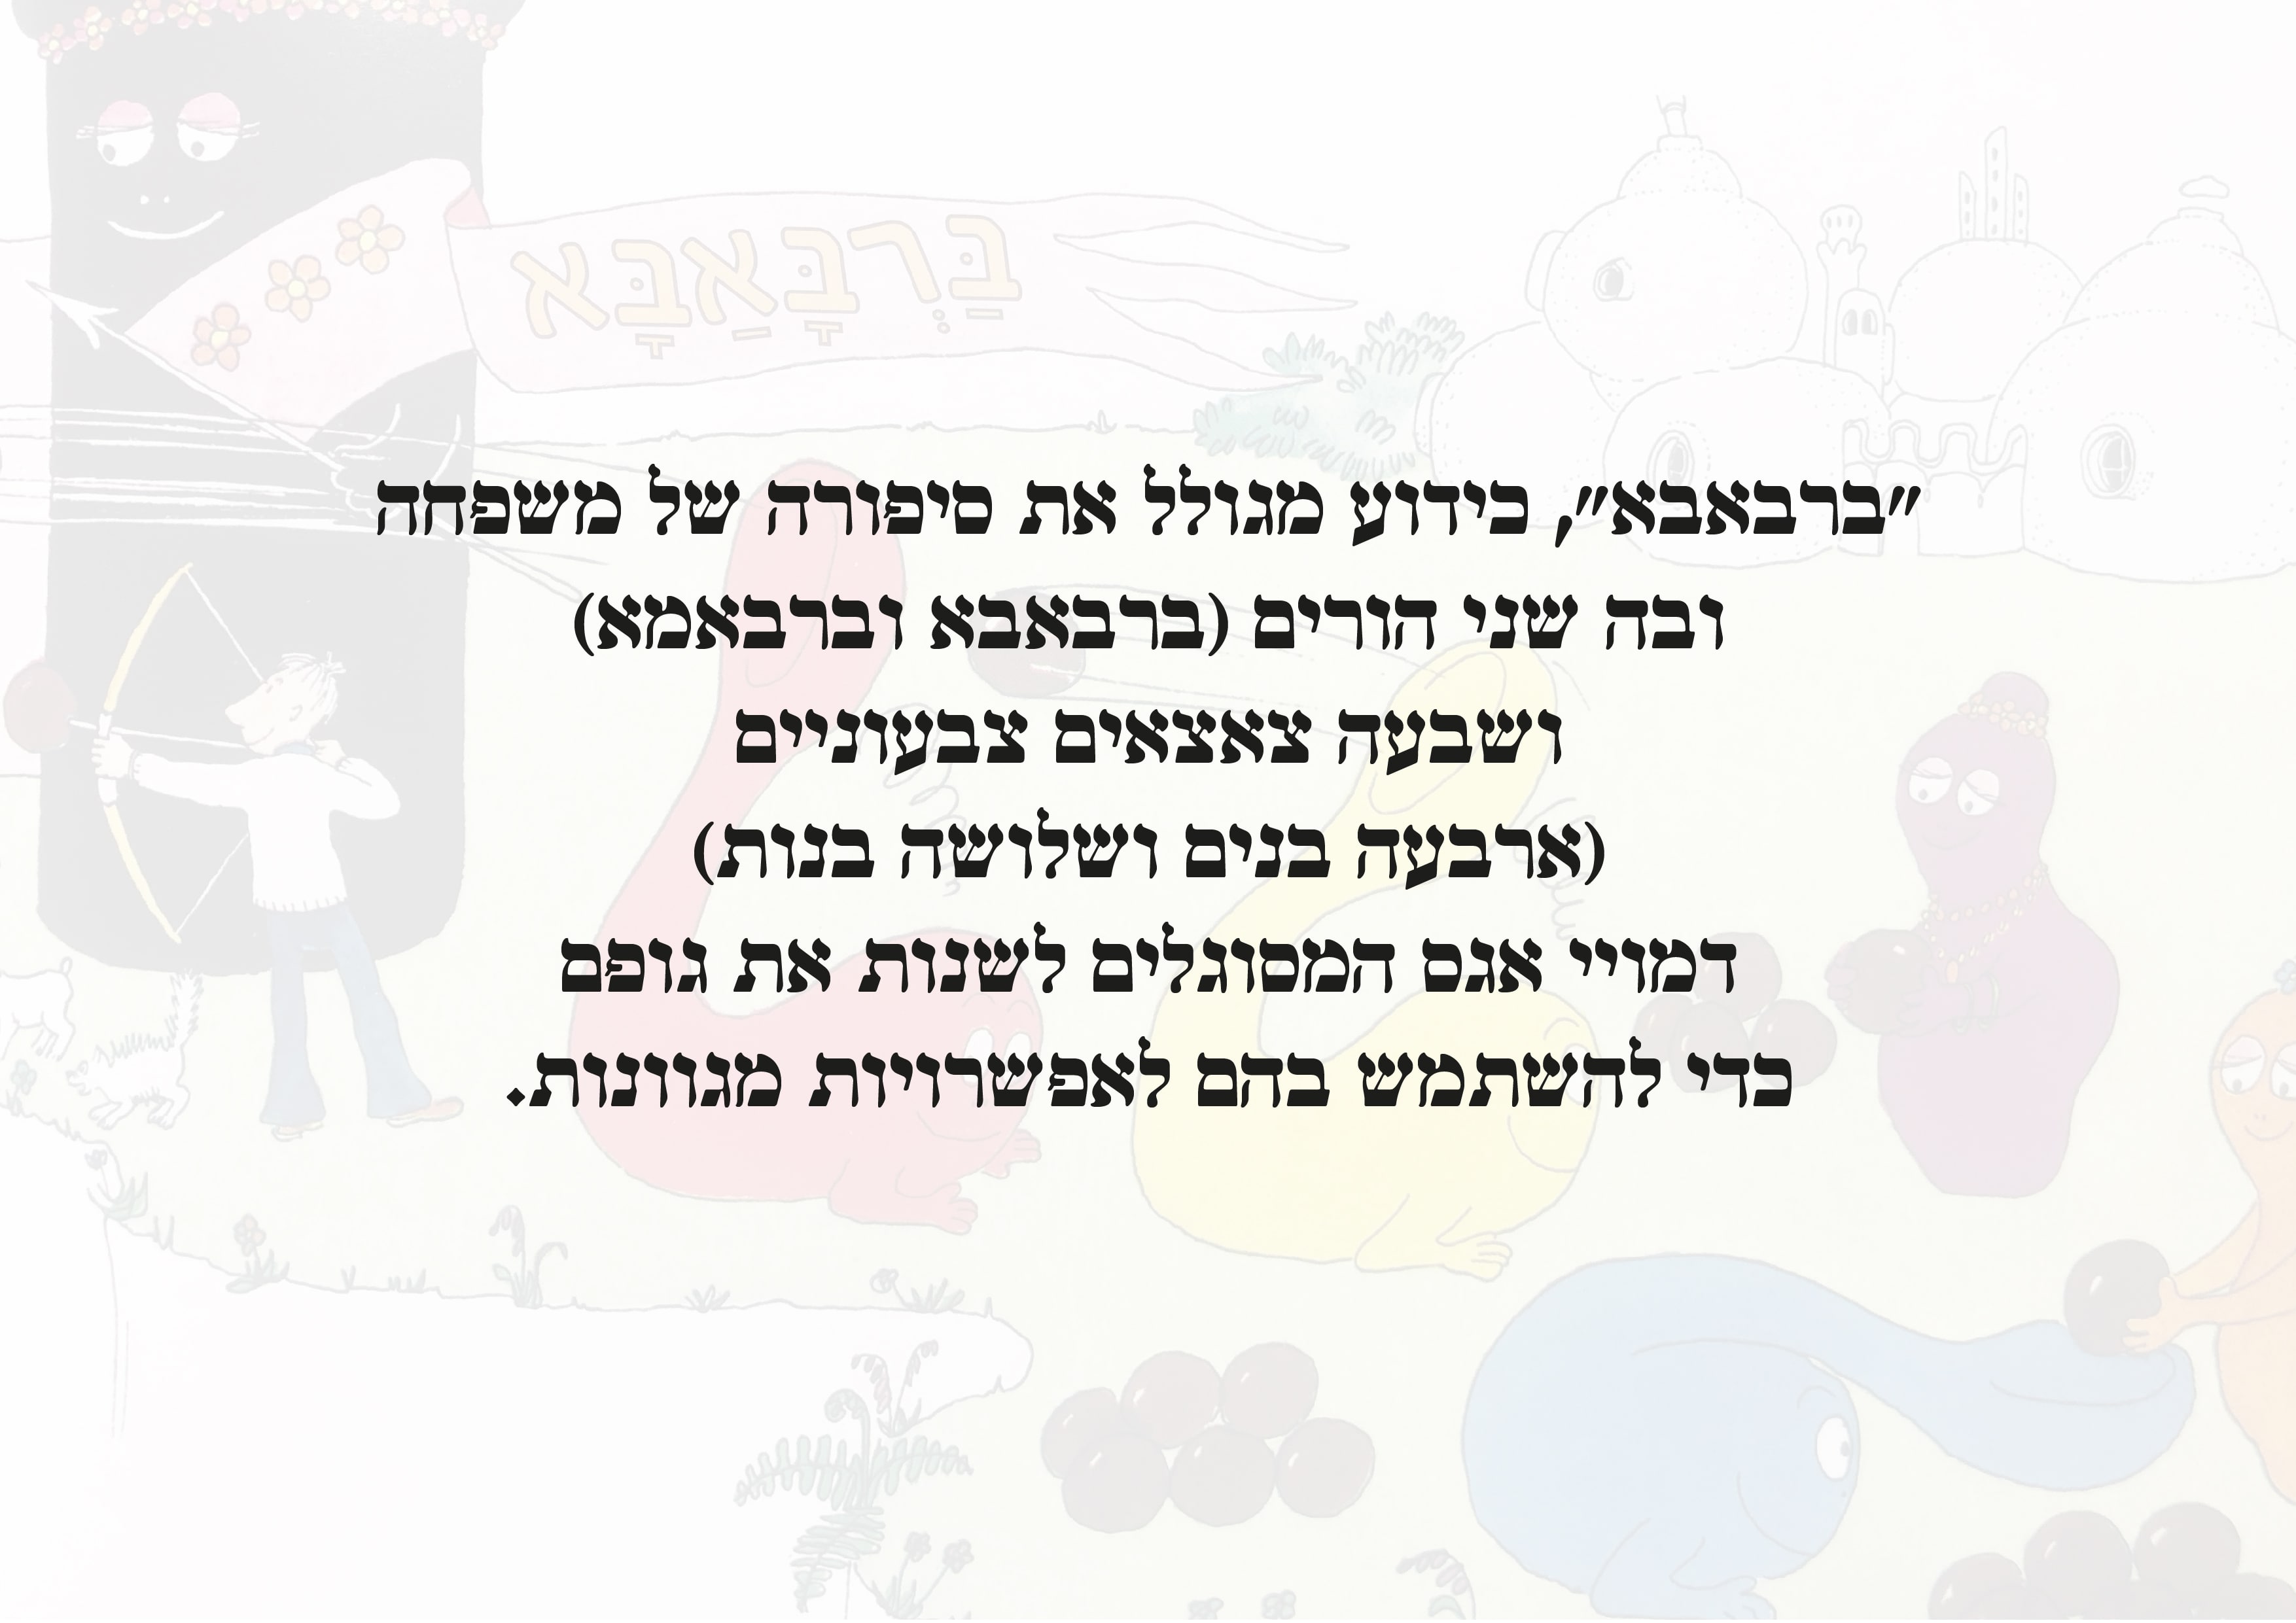 בַּרְבָּאַבָּא
"ברבאבא", כידוע מגולל את סיפורה של משפחה
ובה שני הורים (ברבאבא וברבאמא)
ושבעה צאצאים צבעוניים
(ארבעה בנים ושלושה בנות)
דמויי אגס המסוגלים לשנות את גופם
כדי להשתמש בהם לאפשרויות מגוונות.